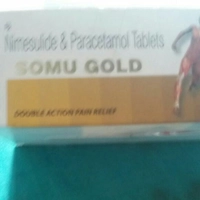 Nimesulide & Paracetamol Tablets
SOMU GOLD
DOUBLE ACTION PAIN RELIEF